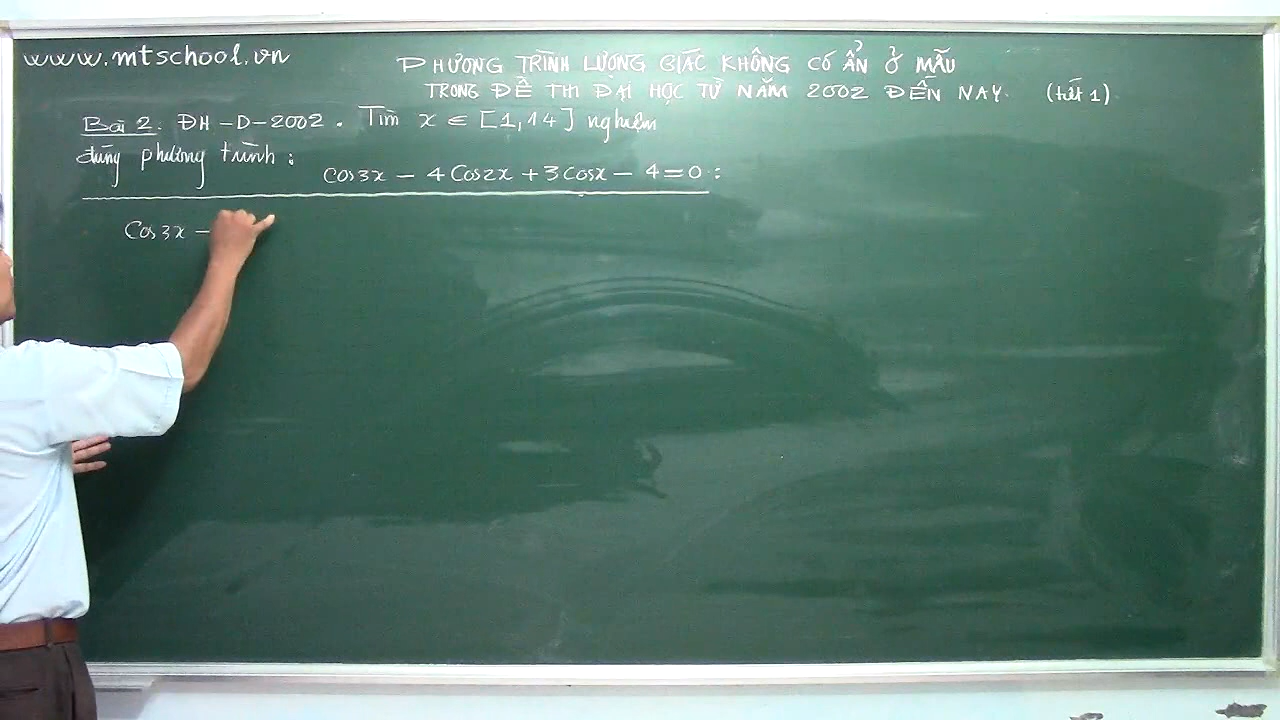 www.mtschool.vn
PHƯƠNG TRÌNH LƯỢNG GIÁC KHÔNG CÓ ẨN Ở MẪU
TRONG ĐỀ THI ĐẠI HỌC TỪ NĂM 2002 ĐẾN NAY. (tiết 1)
Bài 2. ĐH-D-2002. Tìm x ∈ [1,14] nghiệm
đúng phương trình:
Cos3x - 4Cos2x + 3Cosx - 4 = 0:
Cos3x -